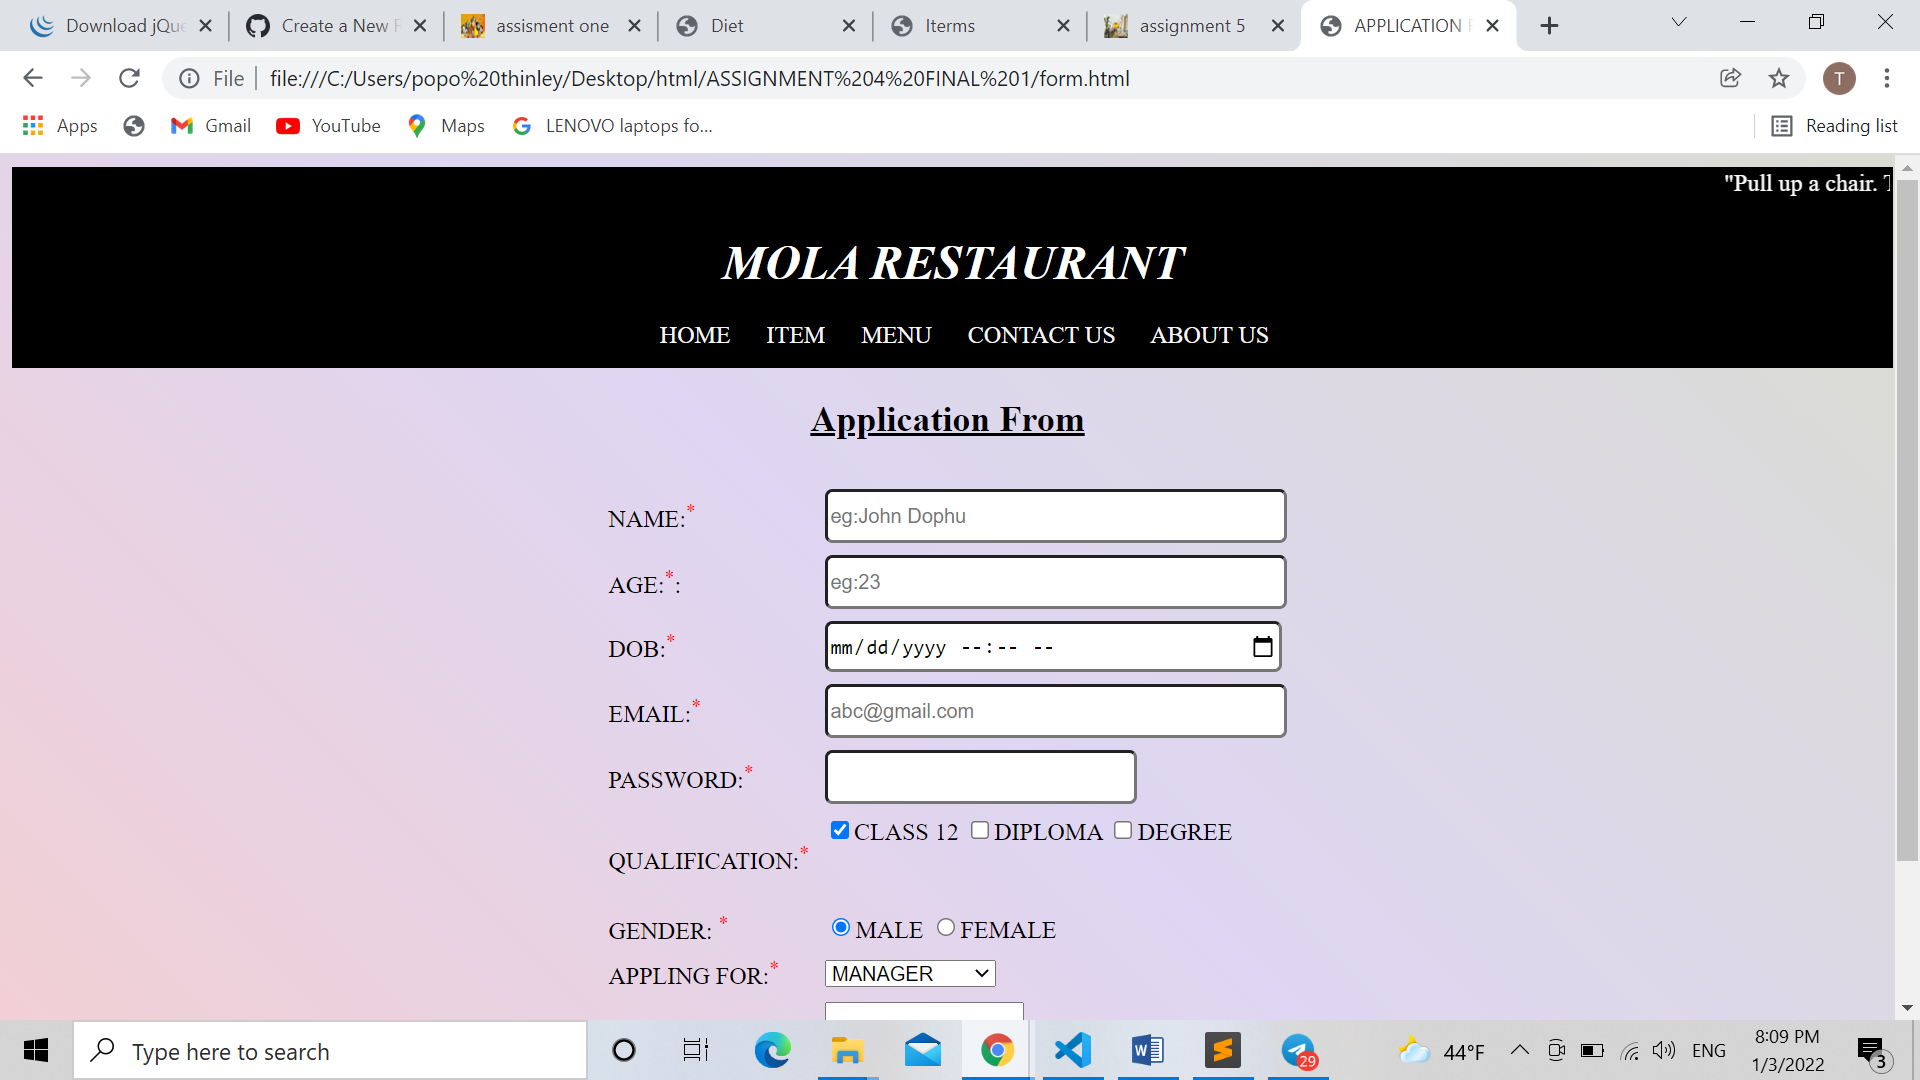 Download jQue
Create a New R
assisment one
Diet
Iterms
assignment 5
APPLICATION F
File
file:///C:/Users/popo%20thinley/Desktop/html/ASSIGNMENT%204%20FINAL%201/form.html
T
Apps
Gmail
YouTube
Maps
LENOVO laptops fo...
Reading list
"Pull up a chair. T
MOLA RESTAURANT
HOME ITEM MENU CONTACT US ABOUT US
Application From
NAME:* eg:John Dophu
AGE:*: eg:23
DOB:* mm/dd/yyyy --:-- --
EMAIL:* abc@gmail.com
PASSWORD:*
CLASS 12 DIPLOMA DEGREE
QUALIFICATION:*
GENDER: * MALE FEMALE
APPLING FOR:* MANAGER
Type here to search
29
44°F
ENG
8:09 PM
1/3/2022
3